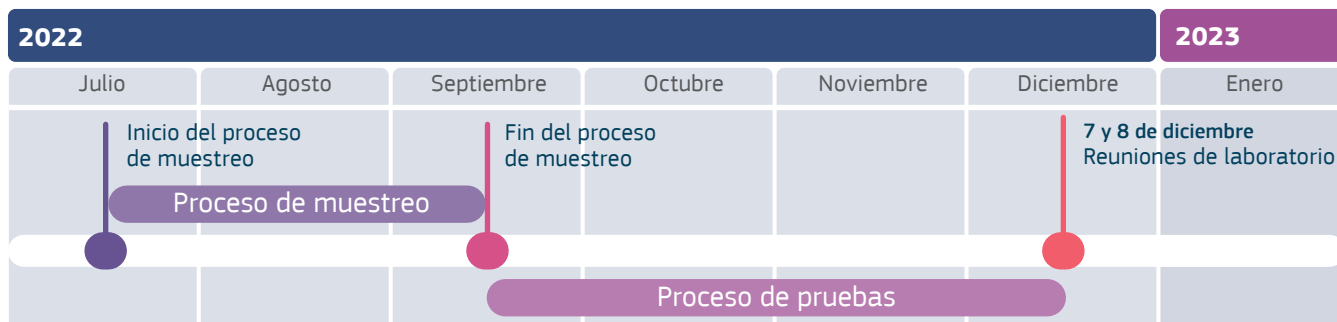 2022
2023
Julio
Agosto
Septiembre
Octubre
Noviembre
Diciembre
Enero
Inicio del proceso
de muestreo
Fin del proceso
de muestreo
7 y 8 de diciembre
Reuniones de laboratorio
Proceso de muestreo
Proceso de pruebas